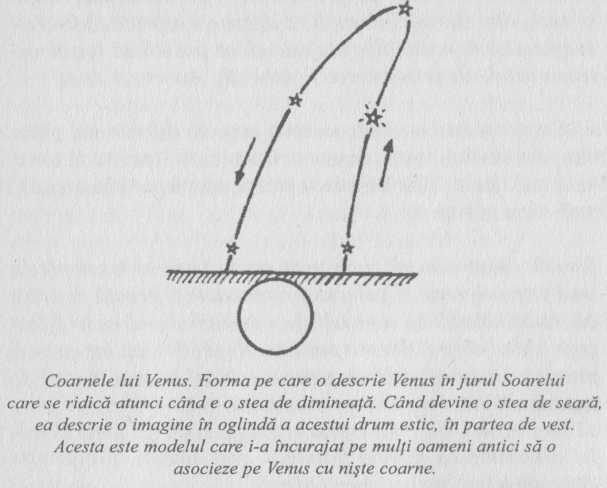 Coarnele lui Venus. Forma pe care o descrie Venus în jurul Soarelui
care se ridică atunci când e o stea de dimineață. Când devine o stea de seară,
ea descrie o imagine în oglindă a acestui drum estic, în partea de vest.
Acesta este modelul care i-a încurajat pe mulți oameni antici să o
asocieze pe Venus cu niște coarne.